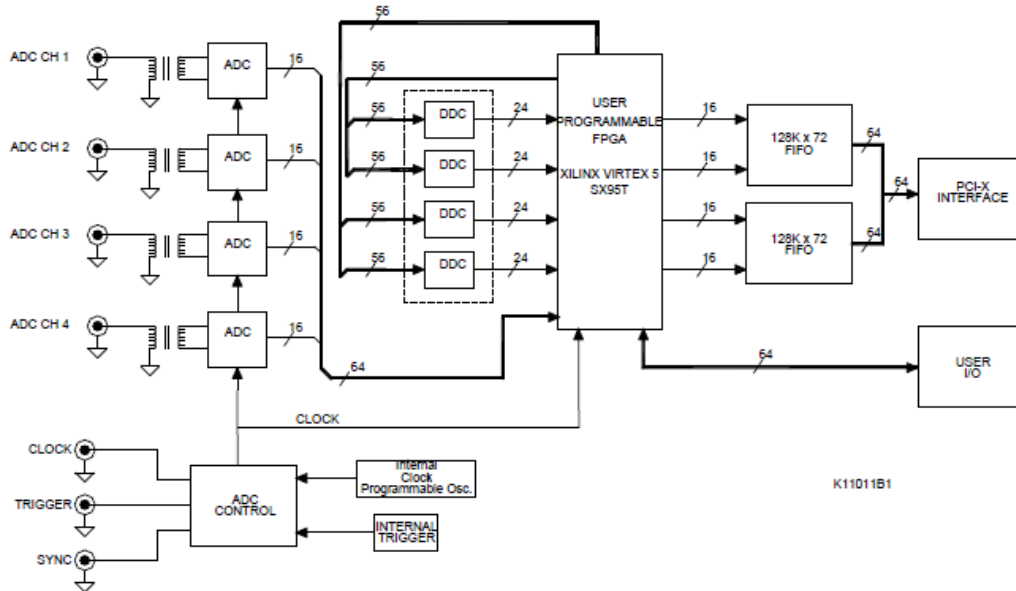 56
ADC CH 1
ADC
16
56
56
DDC
24
USER
PROGRAMMABLE
FPGA
XILINX VIRTEX 5
SX95T
16
128K x 72
FIFO
64
ADC CH 2
ADC
16
56
DDC
24
16
64
PCI-X
INTERFACE
56
DDC
24
16
128K x 72
FIFO
64
ADC CH 3
ADC
16
56
DDC
24
16
ADC CH 4
ADC
16
64
64
USER
I/O
CLOCK
CLOCK
TRIGGER
SYNC
ADC
CONTROL
Internal
Clock
Programmable Osc.
INTERNAL
TRIGGER
K11011B1